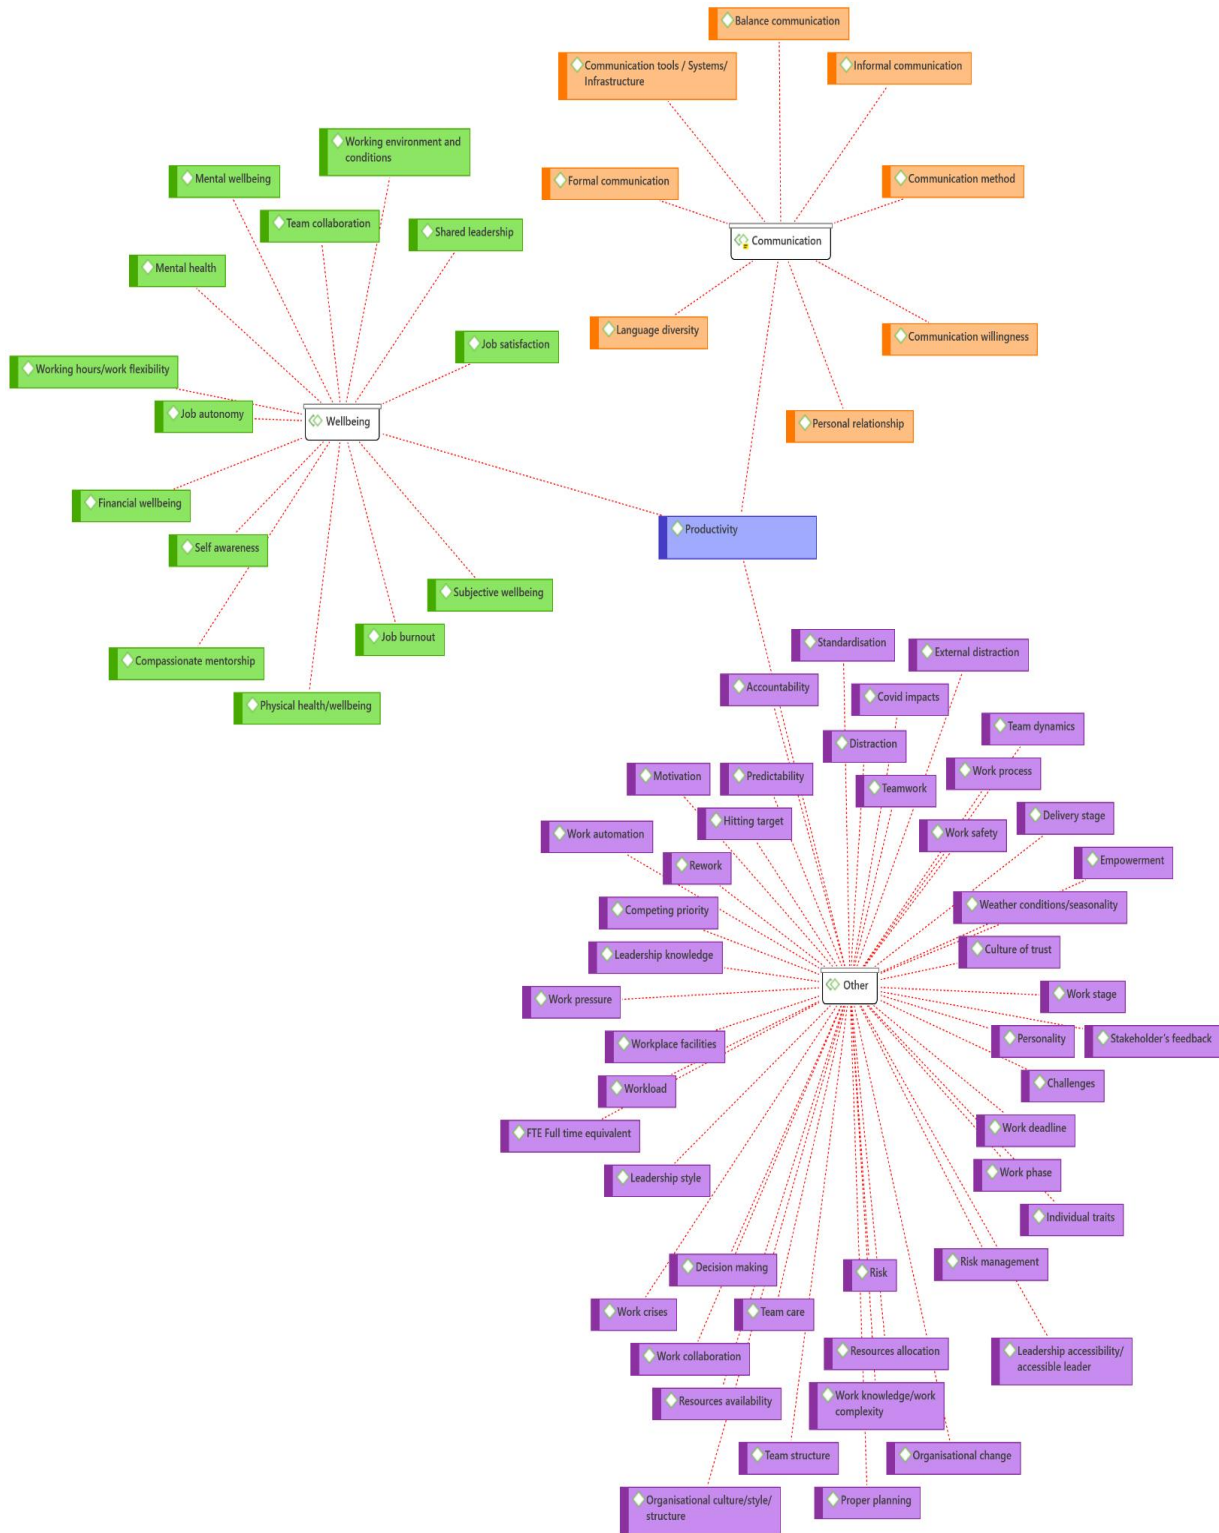 Balance communication
Communication tools / Systems/
Infrastructure
Informal communication
Working environment and
conditions
Mental wellbeing
Formal communication
Communication method
Team collaboration
Shared leadership
Communication
Mental health
Language diversity
Communication willingness
Job satisfaction
Working hours/work flexibility
Job autonomy
Wellbeing
Personal relationship
Financial wellbeing
Productivity
Self awareness
Subjective wellbeing
Job burnout
Compassionate mentorship
Physical health/wellbeing
Standardisation
External distraction
Accountability
Covid impacts
Team dynamics
Distraction
Motivation
Predictability
Work process
Teamwork
Hitting target
Delivery stage
Work automation
Work safety
Rework
Empowerment
Competing priority
Weather conditions/seasonality
Leadership knowledge
Culture of trust
Other
Work pressure
Work stage
Workplace facilities
Personality
Stakeholder's feedback
Workload
Challenges
FTE Full time equivalent
Work deadline
Leadership style
Work phase
Individual traits
Decision making
Risk
Risk management
Work crises
Team care
Work collaboration
Resources allocation
Leadership accessibility/
accessible leader
Resources availability
Work knowledge/work
complexity
Team structure
Organisational change
Organisational culture/style/
structure
Proper planning